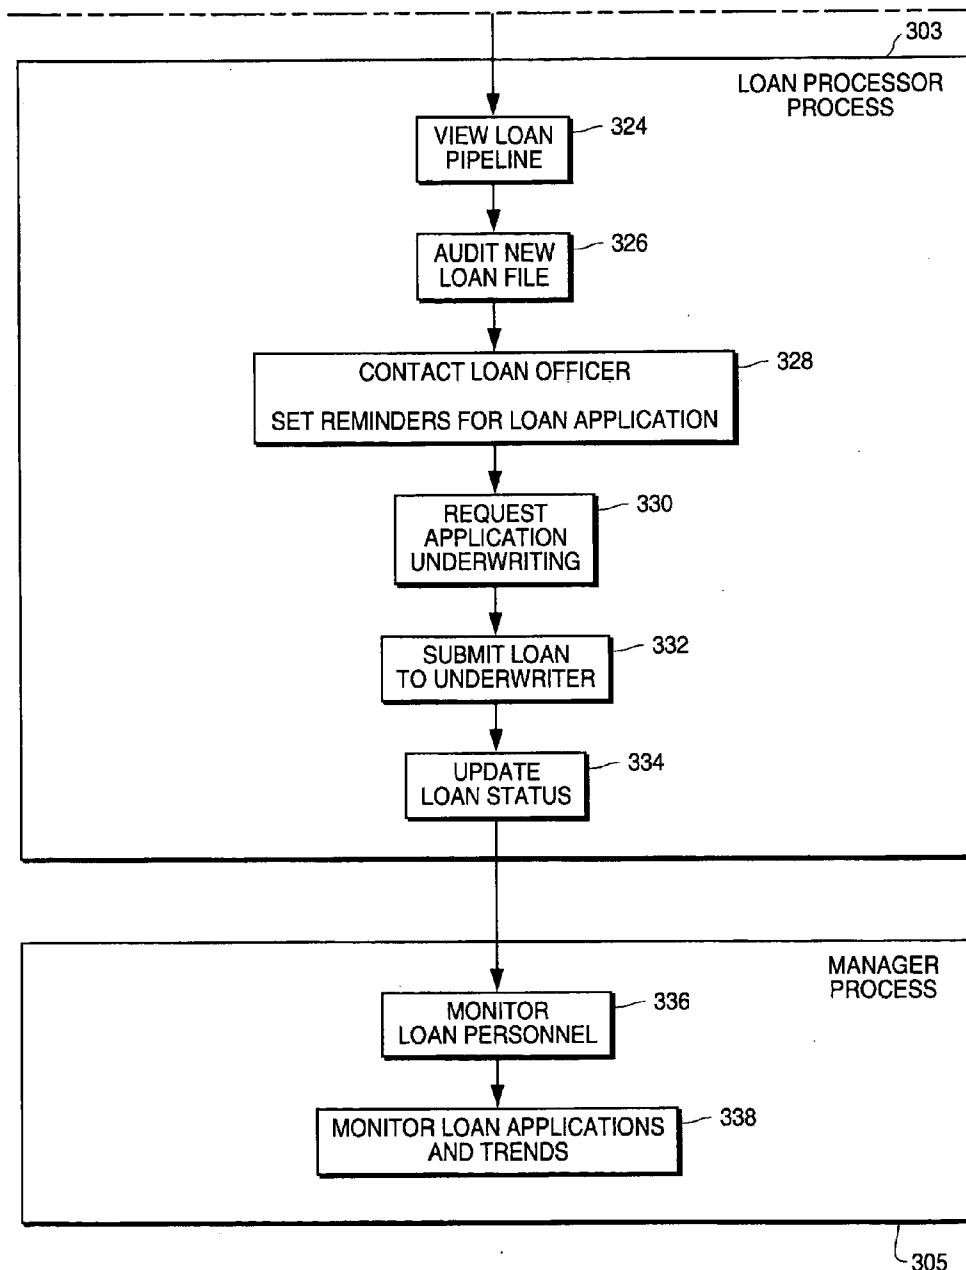 303
LOAN PROCESSOR
PROCESS
VIEW LOAN
PIPELINE
324
AUDIT NEW
LOAN FILE
326
CONTACT LOAN OFFICER
SET REMINDERS FOR LOAN APPLICATION
328
REQUEST
APPLICATION
UNDERWRITING
330
SUBMIT LOAN
TO UNDERWRITER
332
UPDATE
LOAN STATUS
334
MANAGER
PROCESS
MONITOR
LOAN PERSONNEL
336
MONITOR LOAN APPLICATIONS
AND TRENDS
338
305